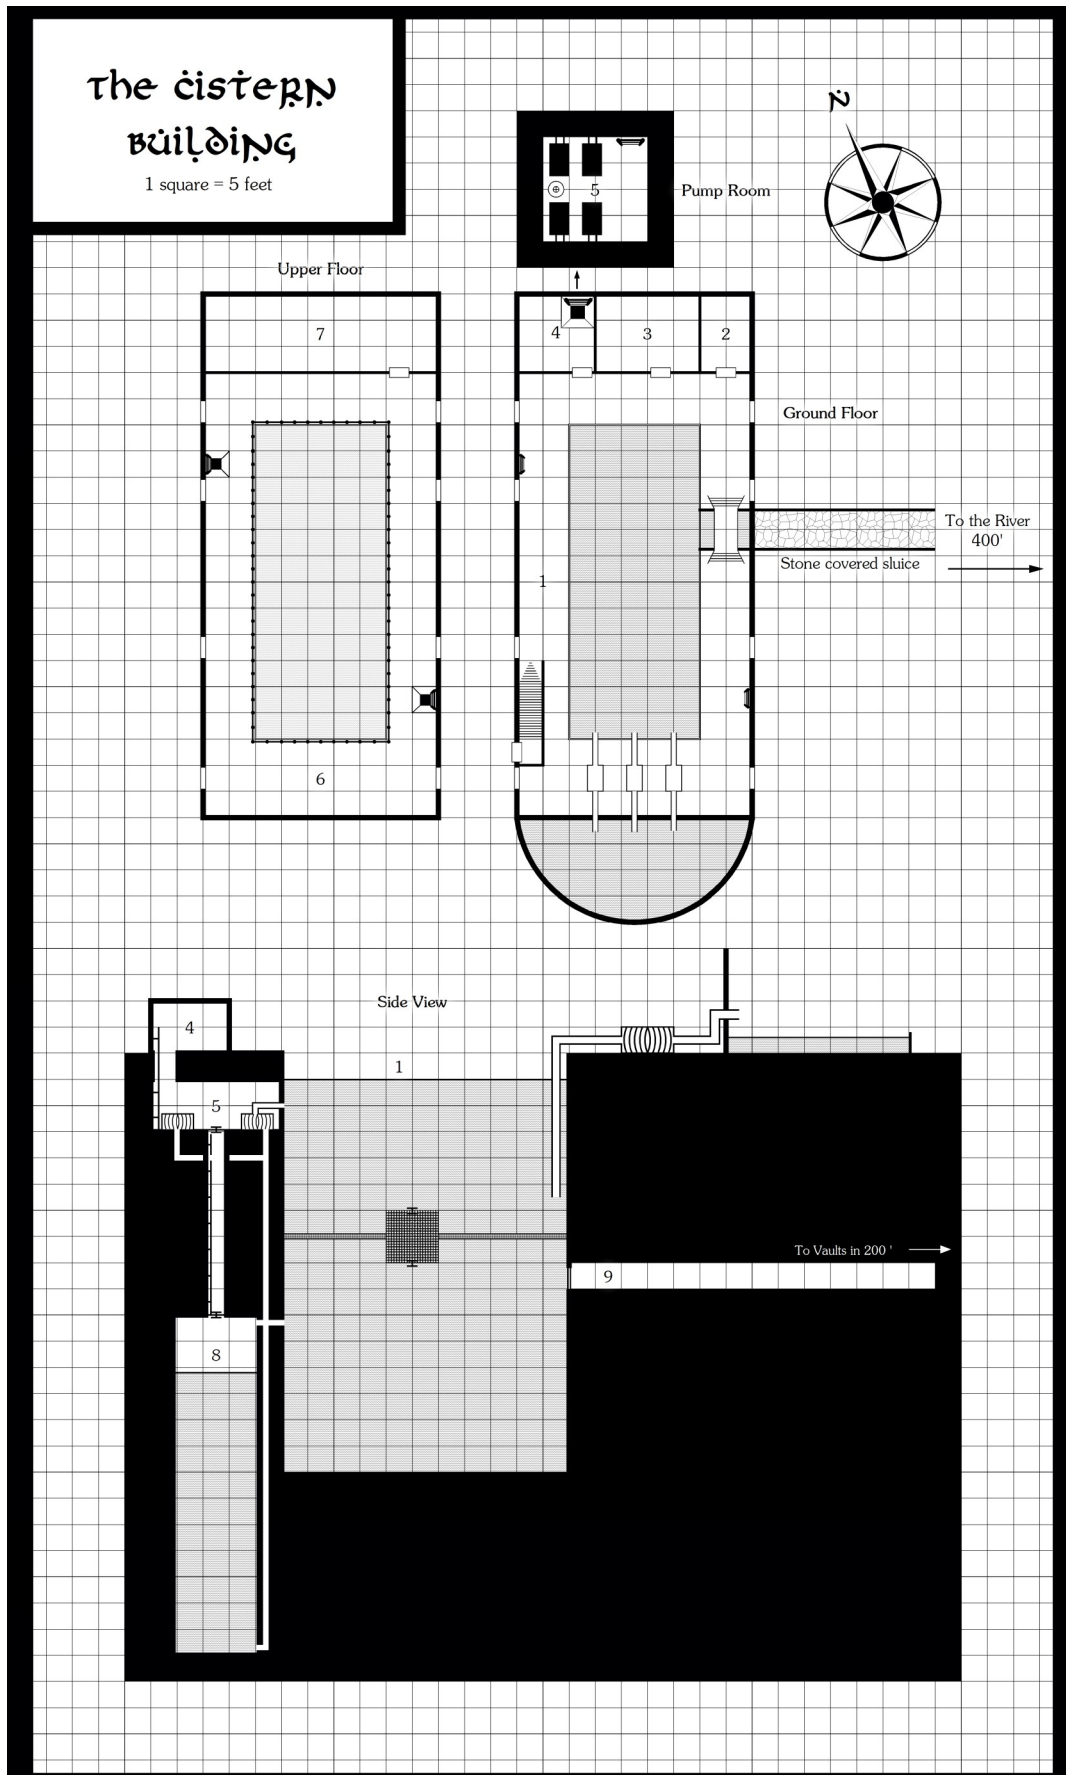 The Cistern
Building
1 square = 5 feet
N
5
Pump Room
Upper Floor
7
4
3
2
Ground Floor
To the River
400'
Stone covered sluice
1
6
Side View
4
1
5
To Vaults in 200 '
9
8